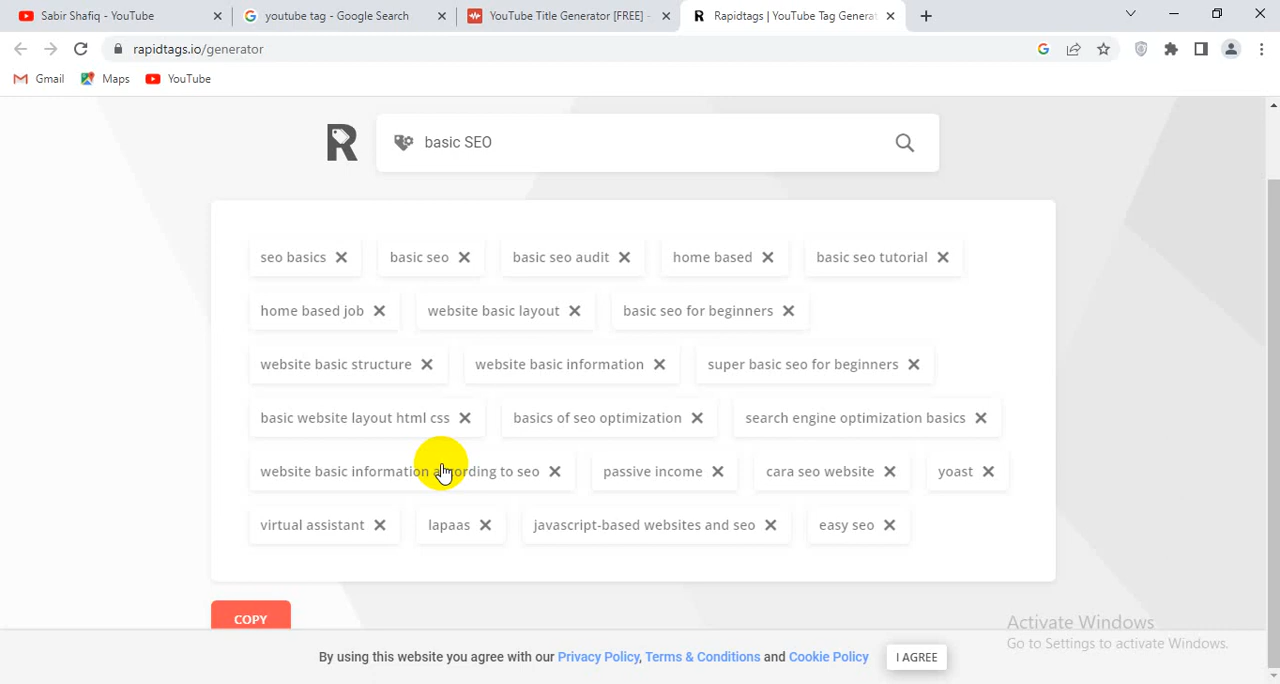 Sabir Shafiq - YouTube
youtube tag - Google Search
YouTube Title Generator [FREE] -
Rapidtags | YouTube Tag Generat
rapidtags.io/generator
Gmail
Maps
YouTube
R
basic SEO
seo basics
basic seo
basic seo audit
home based
basic seo tutorial
home based job
website basic layout
basic seo for beginners
website basic structure
website basic information
super basic seo for beginners
basic website layout html css
basics of seo optimization
search engine optimization basics
website basic information according to seo
passive income
cara seo website
yoast
virtual assistant
lapaas
javascript-based websites and seo
easy seo
COPY
Activate Windows
Go to Settings to activate Windows.
By using this website you agree with our Privacy Policy, Terms & Conditions and Cookie Policy
I AGREE